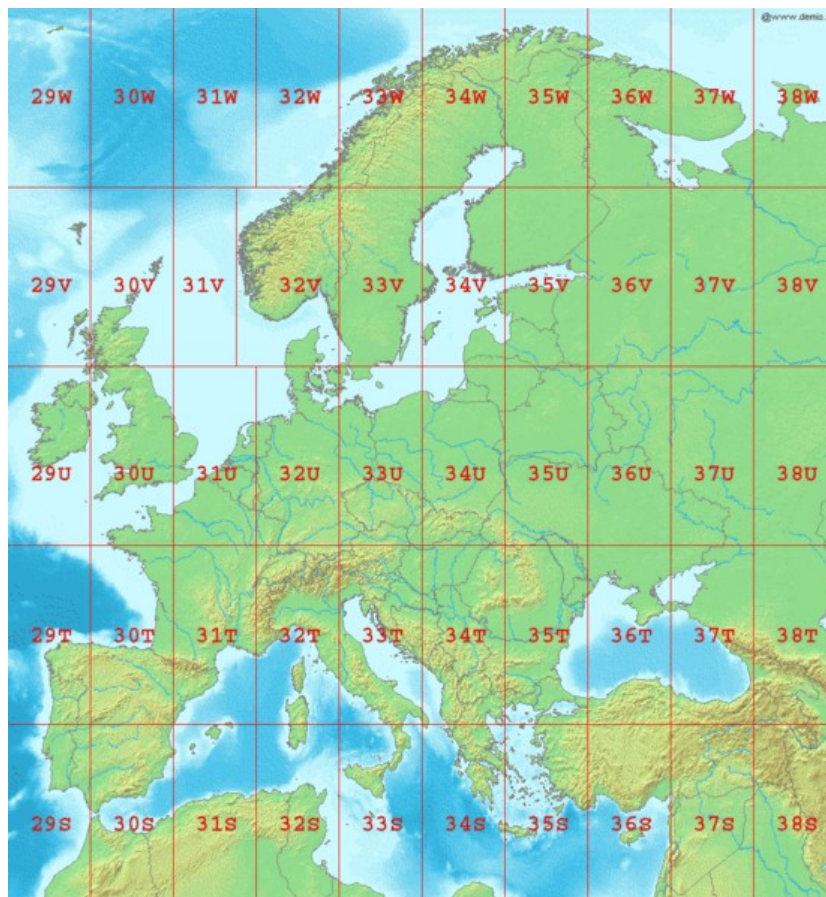 @www.demis.
29W 30W 31W 32W 33W 34W 35W 36W 37W 38W
29V 30V 31V 32V 33V 34V 35V 36V 37V 38V
29U 30U 31U 32U 33U 34U 35U 36U 37U 38U
29T 30T 31T 32T 33T 34T 35T 36T 37T 38T
29S 30S 31S 32S 33S 34S 35S 36S 37S 38S